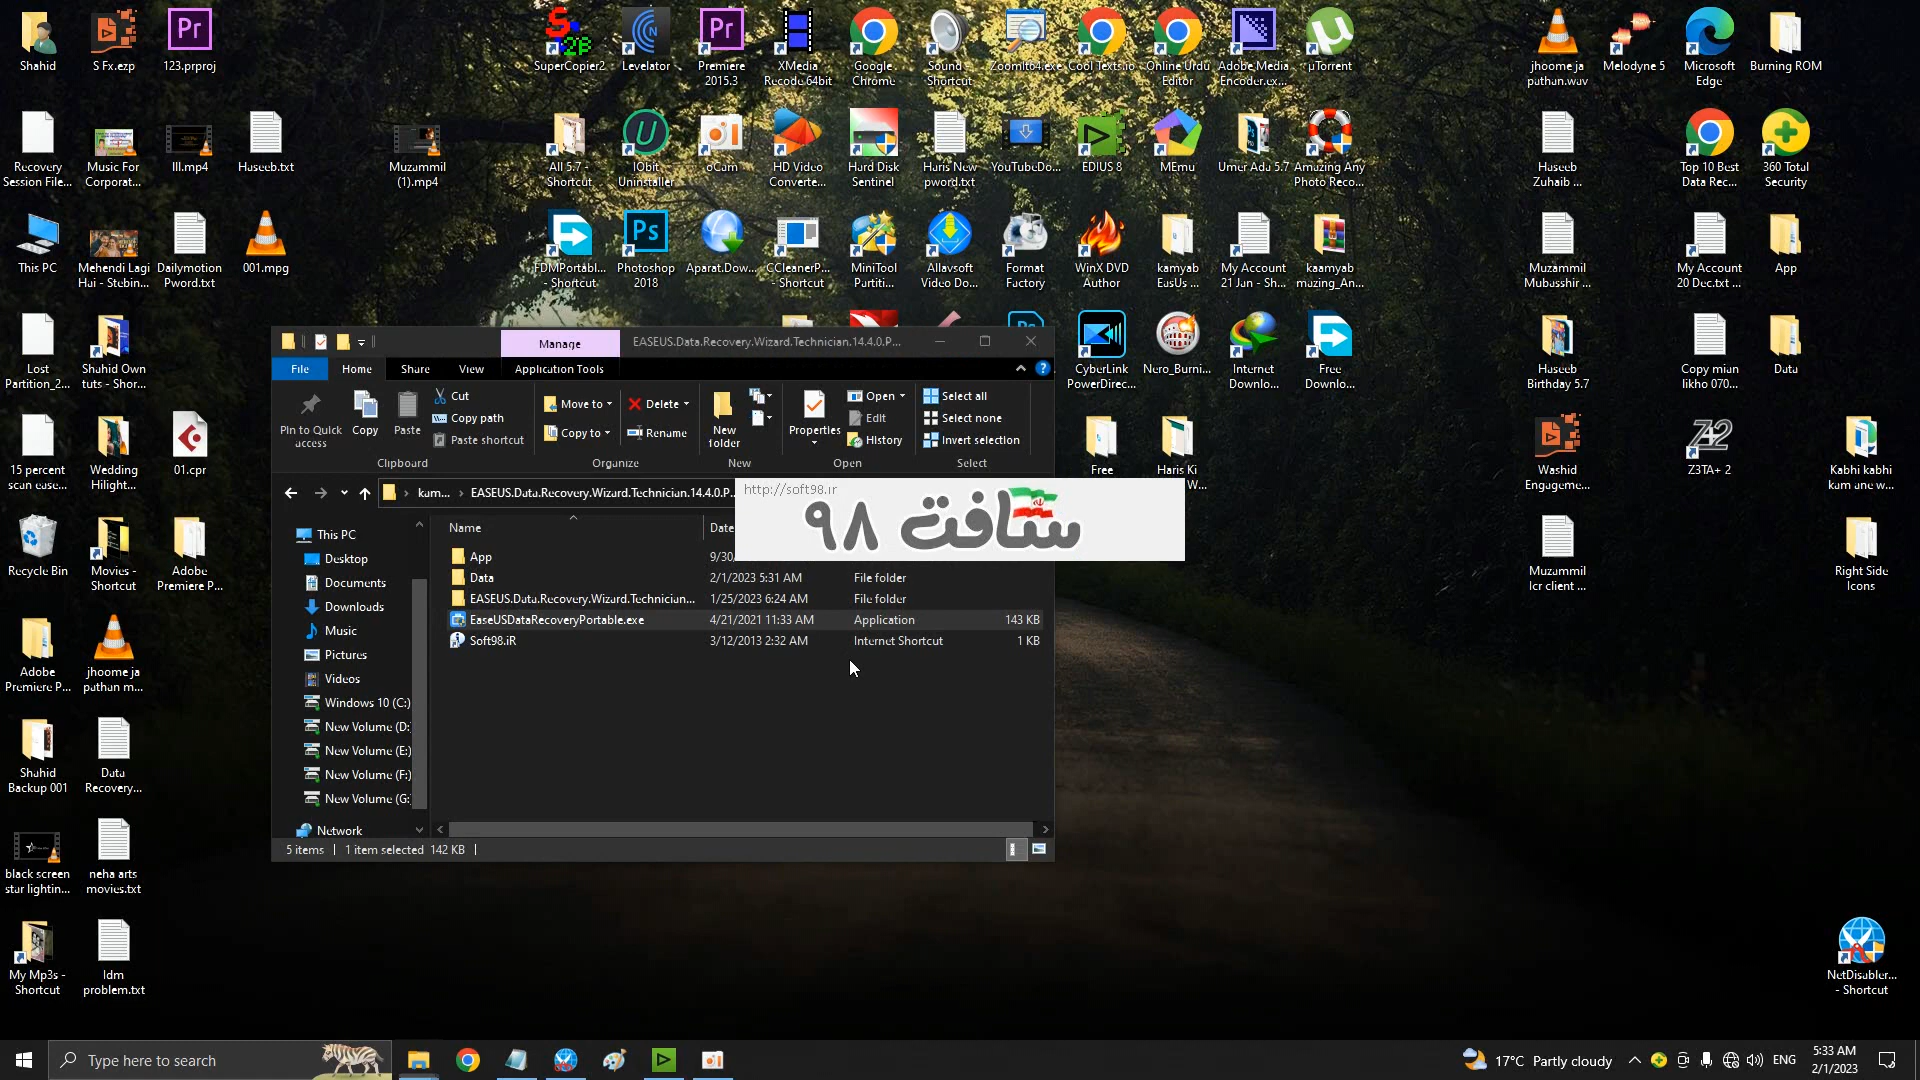 Shahid
S Fx.ezp
123.prproj
SuperCopier2
Levelator
Premiere
2015.3
XMedia
Recode 64bit
Google
Chrome
Sound -
Shortcut
ZoomIt64.exe
Cool Texts.io
Online Urdu
Editor
Adobe Media
Encoder.ex...
µTorrent
jhoome ja
pathan.wav
Melodyne 5
Microsoft
Edge
Burning ROM
Recovery
Session File...
Music For
Corporat...
lll.mp4
Haseeb.txt
Muzammil
(1).mp4
All 5.7 -
Shortcut
IObit
Uninstaller
oCam
HD Video
Converte...
Hard Disk
Sentinel
Haris New
pword.txt
YouTubeDo...
EDIUS 8
MEmu
Umer Ada 5.7
Amazing Any
Photo Reco...
Haseeb
Zuhaib ...
Top 10 Best
Data Rec...
360 Total
Security
This PC
Mehendi Lagi
Hai - Stebin...
Dailymotion
Pword.txt
001.mpg
FDMPortabl...
- Shortcut
Photoshop
2018
Aparat.Dow...
CCleanerP...
- Shortcut
MiniTool
Partiti...
Allavsoft
Video Do...
Format
Factory
WinX DVD
Author
kamyab
EasUs ...
My Account
21 Jan - Sh...
kaamyab
mazing_An...
Muzammil
Mubasshir ...
My Account
20 Dec.txt ...
App
Lost
Partition_2...
Shahid Own
tuts - Shor...
CyberLink
PowerDirec...
Nero_Burni...
Internet
Downlo...
Free
Downlo...
Haseeb
Birthday 5.7
Copy mian
likho 070...
Data
15 percent
scan ease...
Wedding
Hilight...
01.cpr
Free
Haris Ki
Washid
Engageme...
Z3TA+ 2
Kabhi kabhi
kam ane w...
Recycle Bin
Movies -
Shortcut
Adobe
Premiere P...
Muzammil
Icr client ...
Right Side
Icons
Adobe
Premiere P...
jhoome ja
pathan m...
Shahid
Backup 001
Data
Recovery...
black screen
star lightin...
neha arts
movies.txt
My Mp3s -
Shortcut
Idm
problem.txt
NetDisabler...
- Shortcut
Manage
EASEUS.Data.Recovery.Wizard.Technician.14.4.0.P...
File
Home
Share
View
Application Tools
Pin to Quick
access
Copy
Paste
Cut
Copy path
Paste shortcut
Move to
Copy to
Delete
Rename
New
folder
Properties
Open
Edit
History
Select all
Select none
Invert selection
Clipboard
Organize
New
Open
Select
kam...
EASEUS.Data.Recovery.Wizard.Technician.14.4.0.P...
http://soft98.ir
سافت ۹۸
This PC
Desktop
Documents
Downloads
Music
Pictures
Videos
Windows 10 (C:)
New Volume (D:
New Volume (E:)
New Volume (F:)
New Volume (G:
Network
Name
Date
App
9/30/
Data 2/1/2023 5:31 AM File folder
EASEUS.Data.Recovery.Wizard.Technician... 1/25/2023 6:24 AM File folder
EaseUSDataRecoveryPortable.exe 4/21/2021 11:33 AM Application 143 KB
Soft98.iR 3/12/2013 2:32 AM Internet Shortcut 1 KB
5 items
1 item selected 142 KB
Type here to search
17°C Partly cloudy
ENG
5:33 AM
2/1/2023